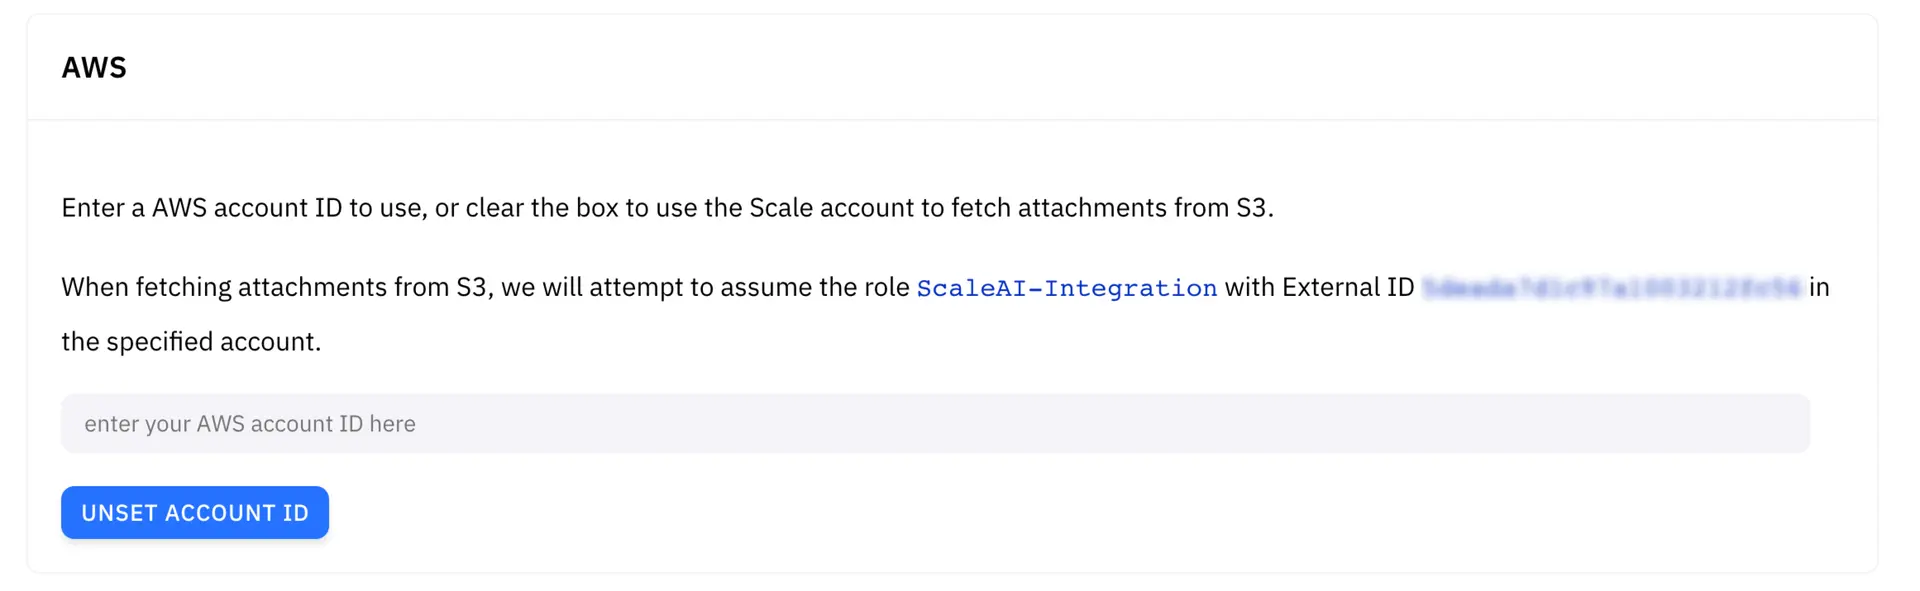 AWS
Enter a AWS account ID to use, or clear the box to use the Scale account to fetch attachments from S3.
When fetching attachments from S3, we will attempt to assume the role ScaleAI-Integration with External ID in
the specified account.
enter your AWS account ID here
UNSET ACCOUNT ID